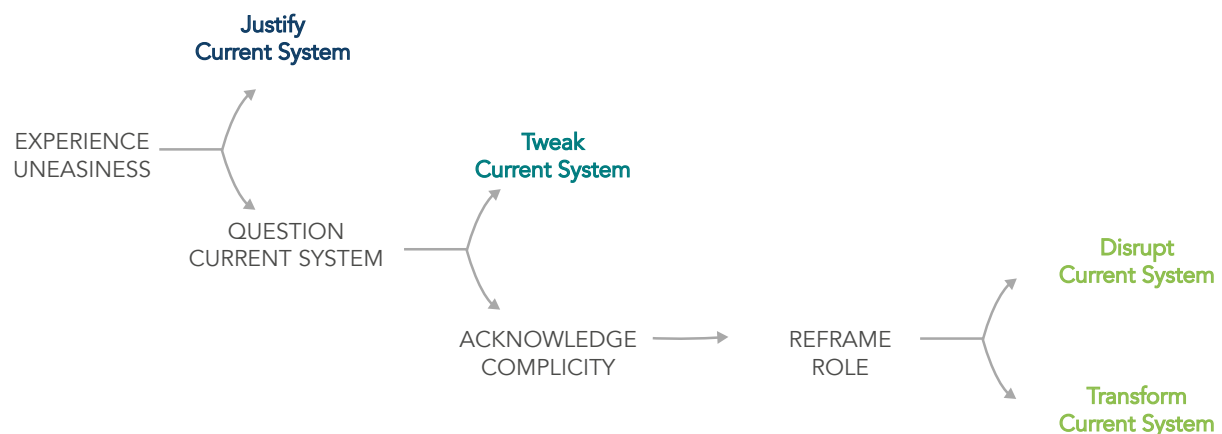 Justify
Current System
EXPERIENCE
UNEASINESS
Tweak
Current System
QUESTION
CURRENT SYSTEM
Disrupt
Current System
ACKNOWLEDGE
COMPLICITY
REFRAME
ROLE
Transform
Current System